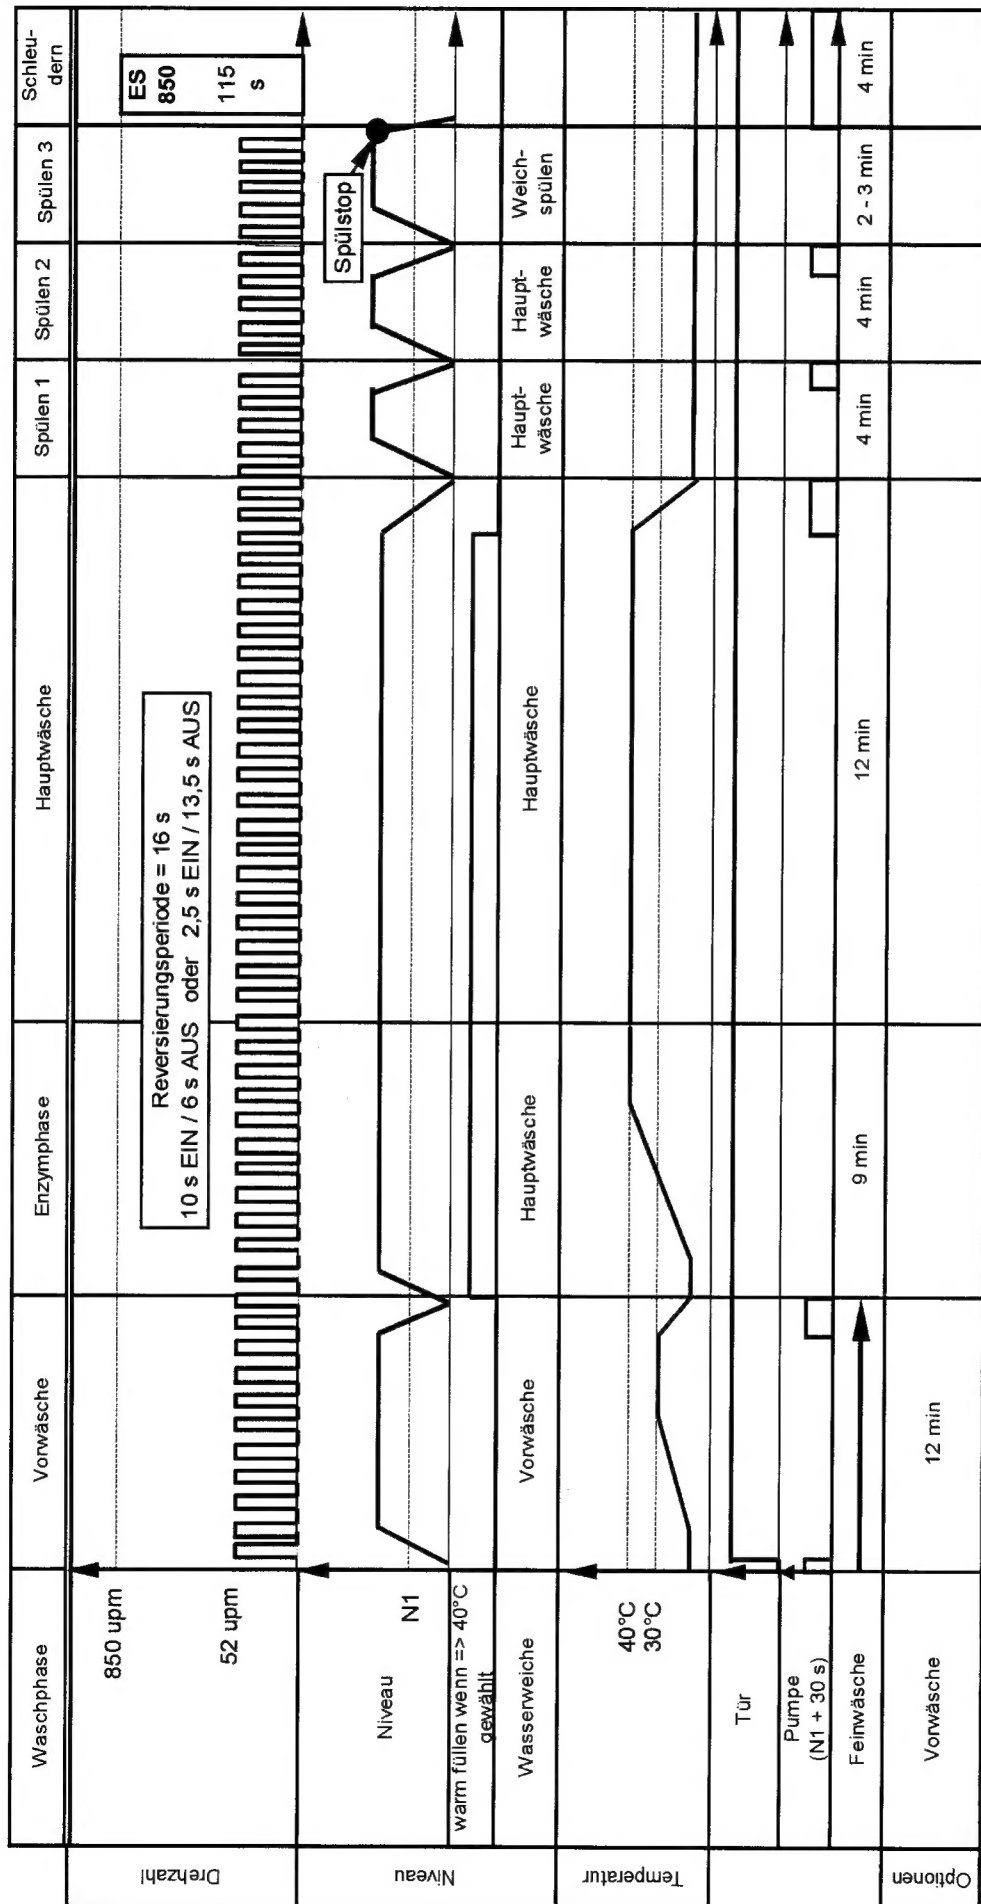 Waschphase
Vorwäsche
Enzymphase
Hauptwäsche
Spülen 1
Spülen 2
Spülen 3
Schleu-
dern
Drehzahl
850 upm
52 upm
Reversierungsperiode = 16 s
10 s EIN / 6 s AUS oder 2,5 s EIN / 13,5 s AUS
ES
850
115
s
Niveau
Niveau
N1
Spülstop
warm füllen wenn => 40°C
gewählt
Wasserweiche
Vorwäsche
Hauptwäsche
Hauptwäsche
Haupt-
wäsche
Haupt-
wäsche
Weich-
spülen
Temperatur
40°C
30°C
Tür
Pumpe
(N1 + 30 s)
Feinwäsche
9 min
12 min
4 min
4 min
2 - 3 min
4 min
Optionen
Vorwäsche
12 min